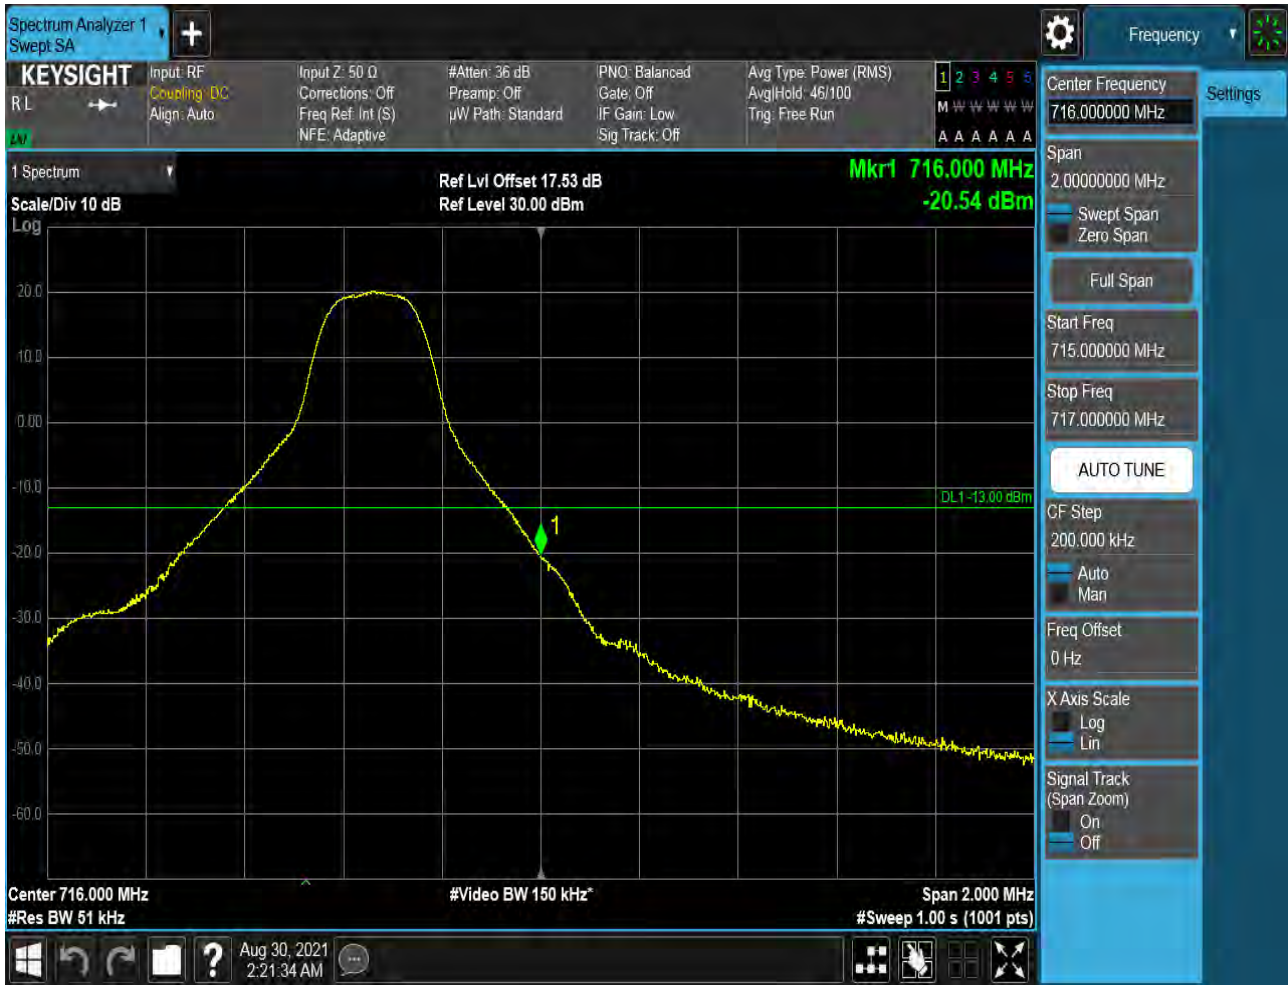 Spectrum Analyzer 1
Swept SA
+
Frequency
KEYSIGHT
RL
LNI
Input: RF
Coupling: DC
Align: Auto
Input Z: 50 Ω
Corrections: Off
Freq Ref: Int (S)
NFE: Adaptive
#Atten: 36 dB
Preamp: Off
µW Path: Standard
PNO: Balanced
Gate: Off
IF Gain: Low
Sig Track: Off
Avg Type: Power (RMS)
Avg|Hold: 46/100
Trig: Free Run
1 2 3 4 5 6
M W W W W W
A A A A A A
1 Spectrum
Scale/Div 10 dB
Log
Ref Lvl Offset 17.53 dB
Ref Level 30.00 dBm
Mkr1 716.000 MHz
-20.54 dBm
20.0
10.0
0.00
-10.0
-20.0
-30.0
-40.0
-50.0
-60.0
DL1 -13.00 dBm
1
Center 716.000 MHz
#Res BW 51 kHz
#Video BW 150 kHz*
Span 2.000 MHz
#Sweep 1.00 s (1001 pts)
Center Frequency
716.000000 MHz
Settings
Span
2.00000000 MHz
Swept Span
Zero Span
Full Span
Start Freq
715.000000 MHz
Stop Freq
717.000000 MHz
AUTO TUNE
CF Step
200.000 kHz
Auto
Man
Freq Offset
0 Hz
X Axis Scale
Log
Lin
Signal Track
(Span Zoom)
On
Off
?
Aug 30, 2021
2:21:34 AM